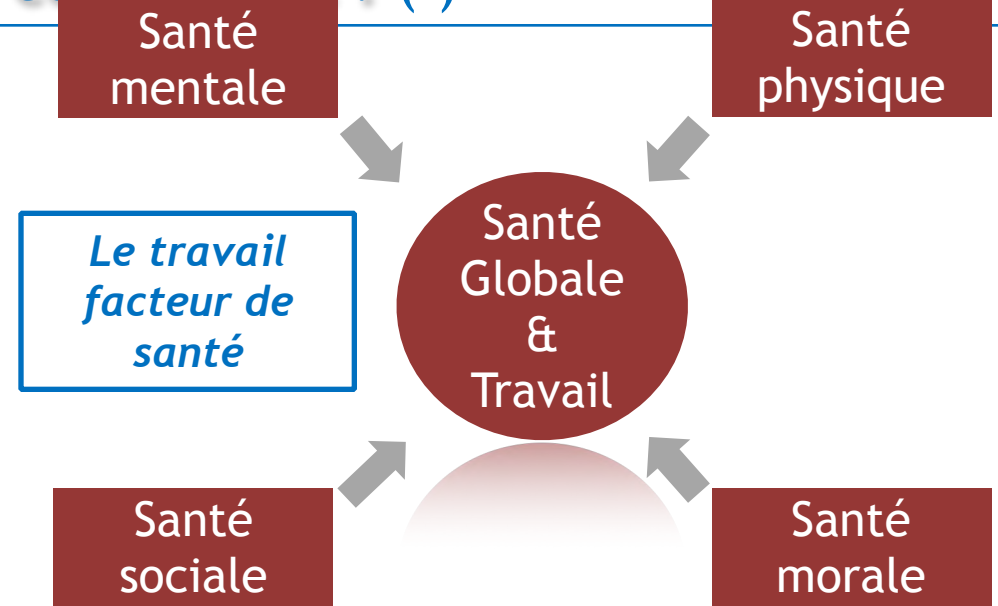 Santé
mentale
Santé
physique
Le travail
facteur de
santé
Santé
Globale
&
Travail
Santé
sociale
Santé
morale